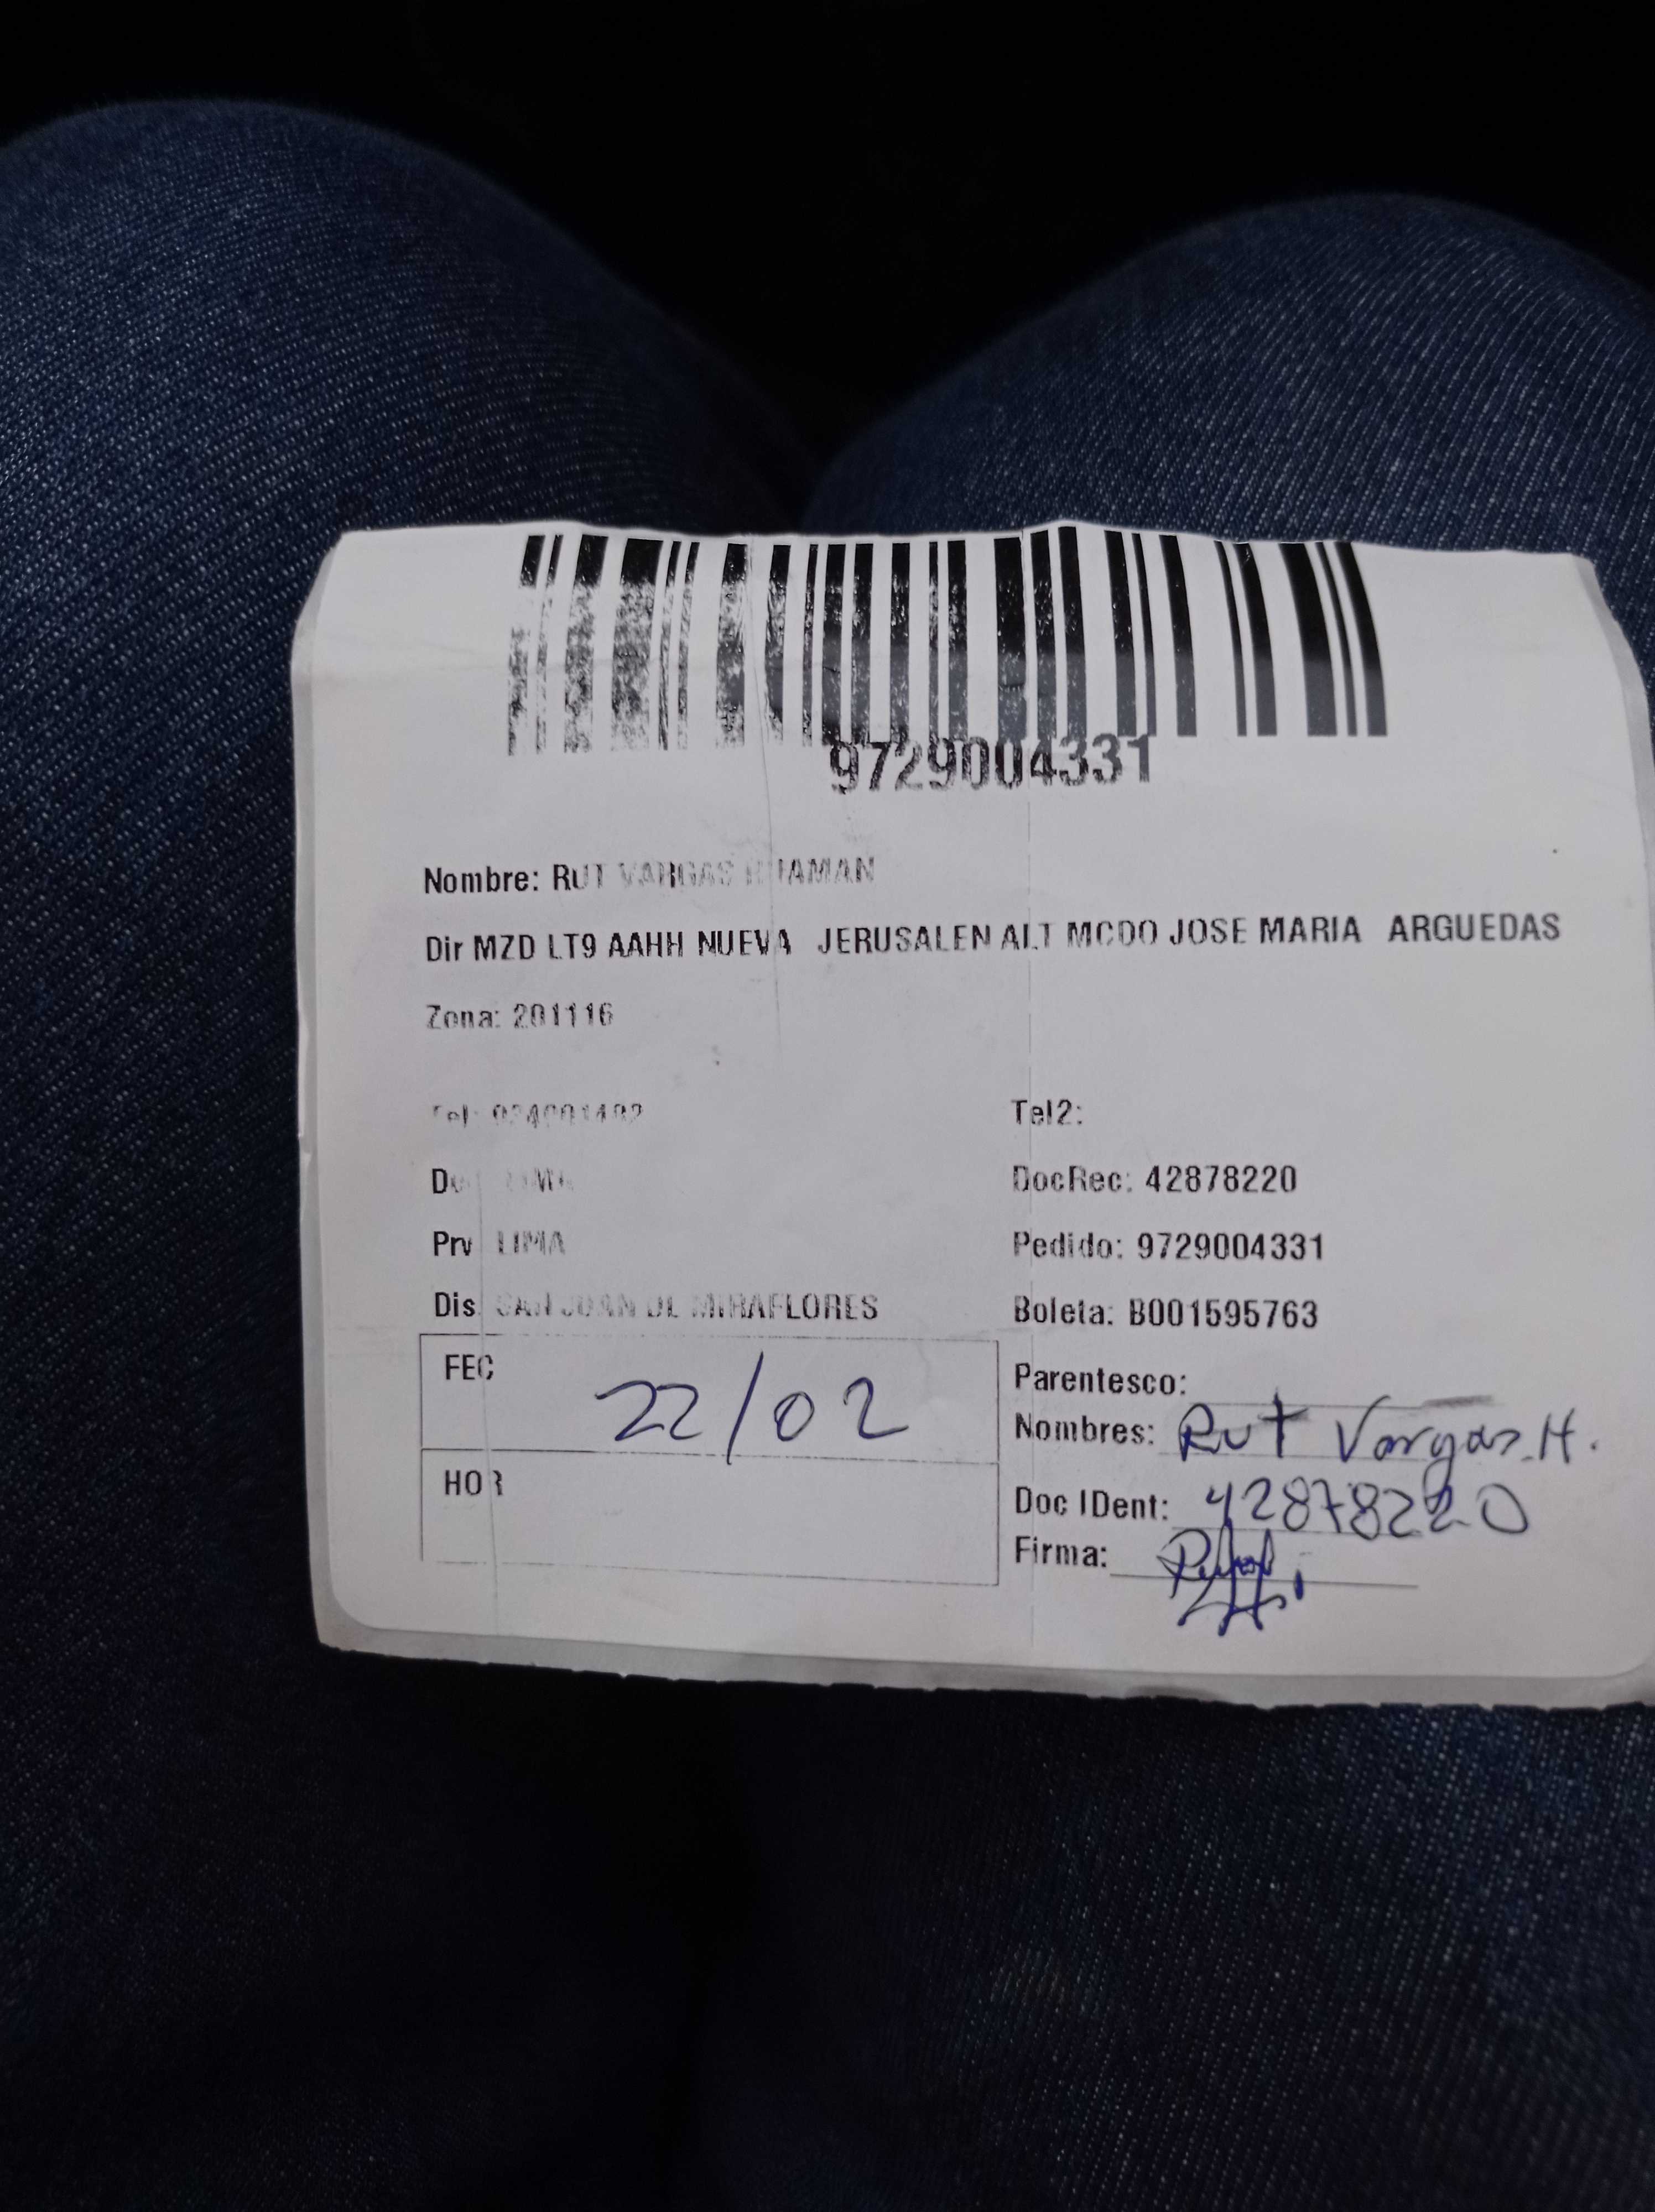 9729004331
Nombre: RUT VARGAS
Dir MZD LT9 AAHH NUEVA JERUSALEN ALT MCDO JOSE MARIA ARGUEDAS
Zona: 201116
Tel: Tel2:
DocRec: 42878220
Prv LIMA Pedido: 9729004331
Dis. SAN JUAN DE MIRAFLORES Boleta: B001595763
FEC 22/02
HOR
Parentesco:
Nombres: Rut Vargas H.
Doc IDent: 42878220
Firma: